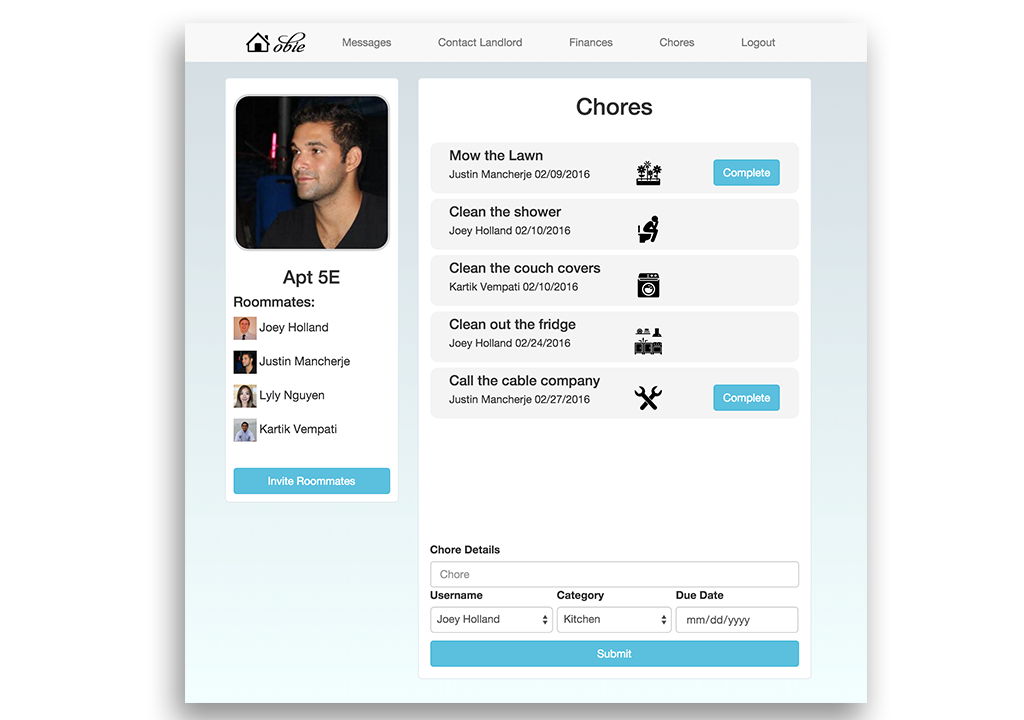 obie
Messages
Contact Landlord
Finances
Chores
Logout
Apt 5E
Roommates:
Joey Holland
Justin Mancherje
Lyly Nguyen
Kartik Vempati
Invite Roommates
Chores
Mow the Lawn
Justin Mancherje 02/09/2016
Complete
Clean the shower
Joey Holland 02/10/2016
Clean the couch covers
Kartik Vempati 02/10/2016
Clean out the fridge
Joey Holland 02/24/2016
Call the cable company
Justin Mancherje 02/27/2016
Complete
Chore Details
Chore
Username
Category
Due Date
Joey Holland
Kitchen
mm/dd/yyyy
Submit